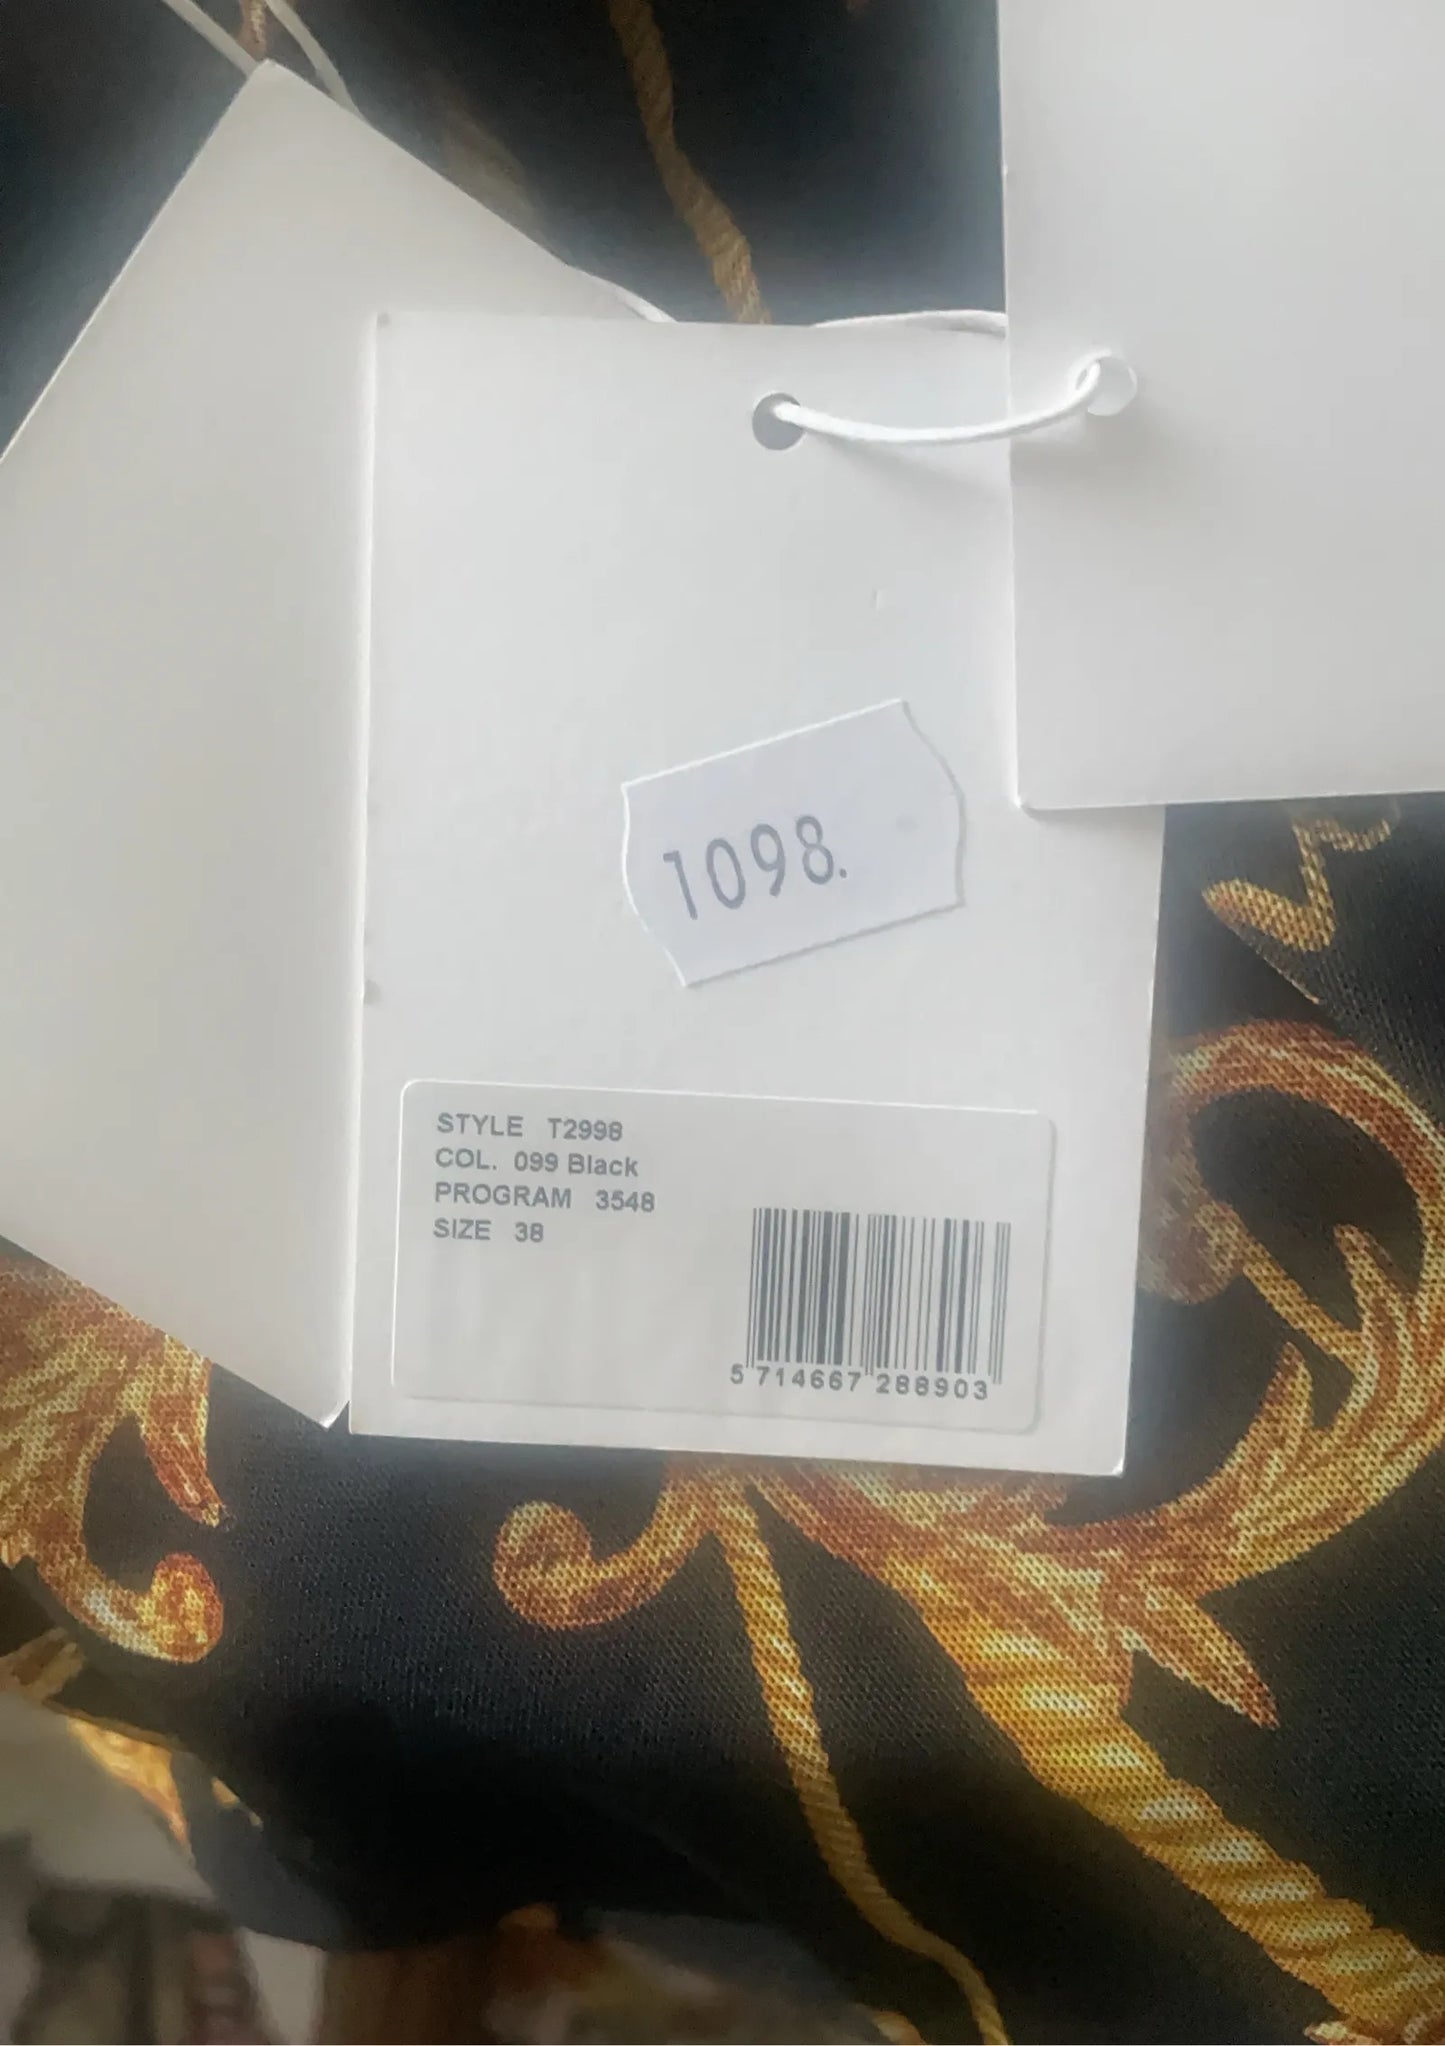 1098.
STYLE T2998
COL. 099 Black
PROGRAM 3548
SIZE 38
5 714667 288903